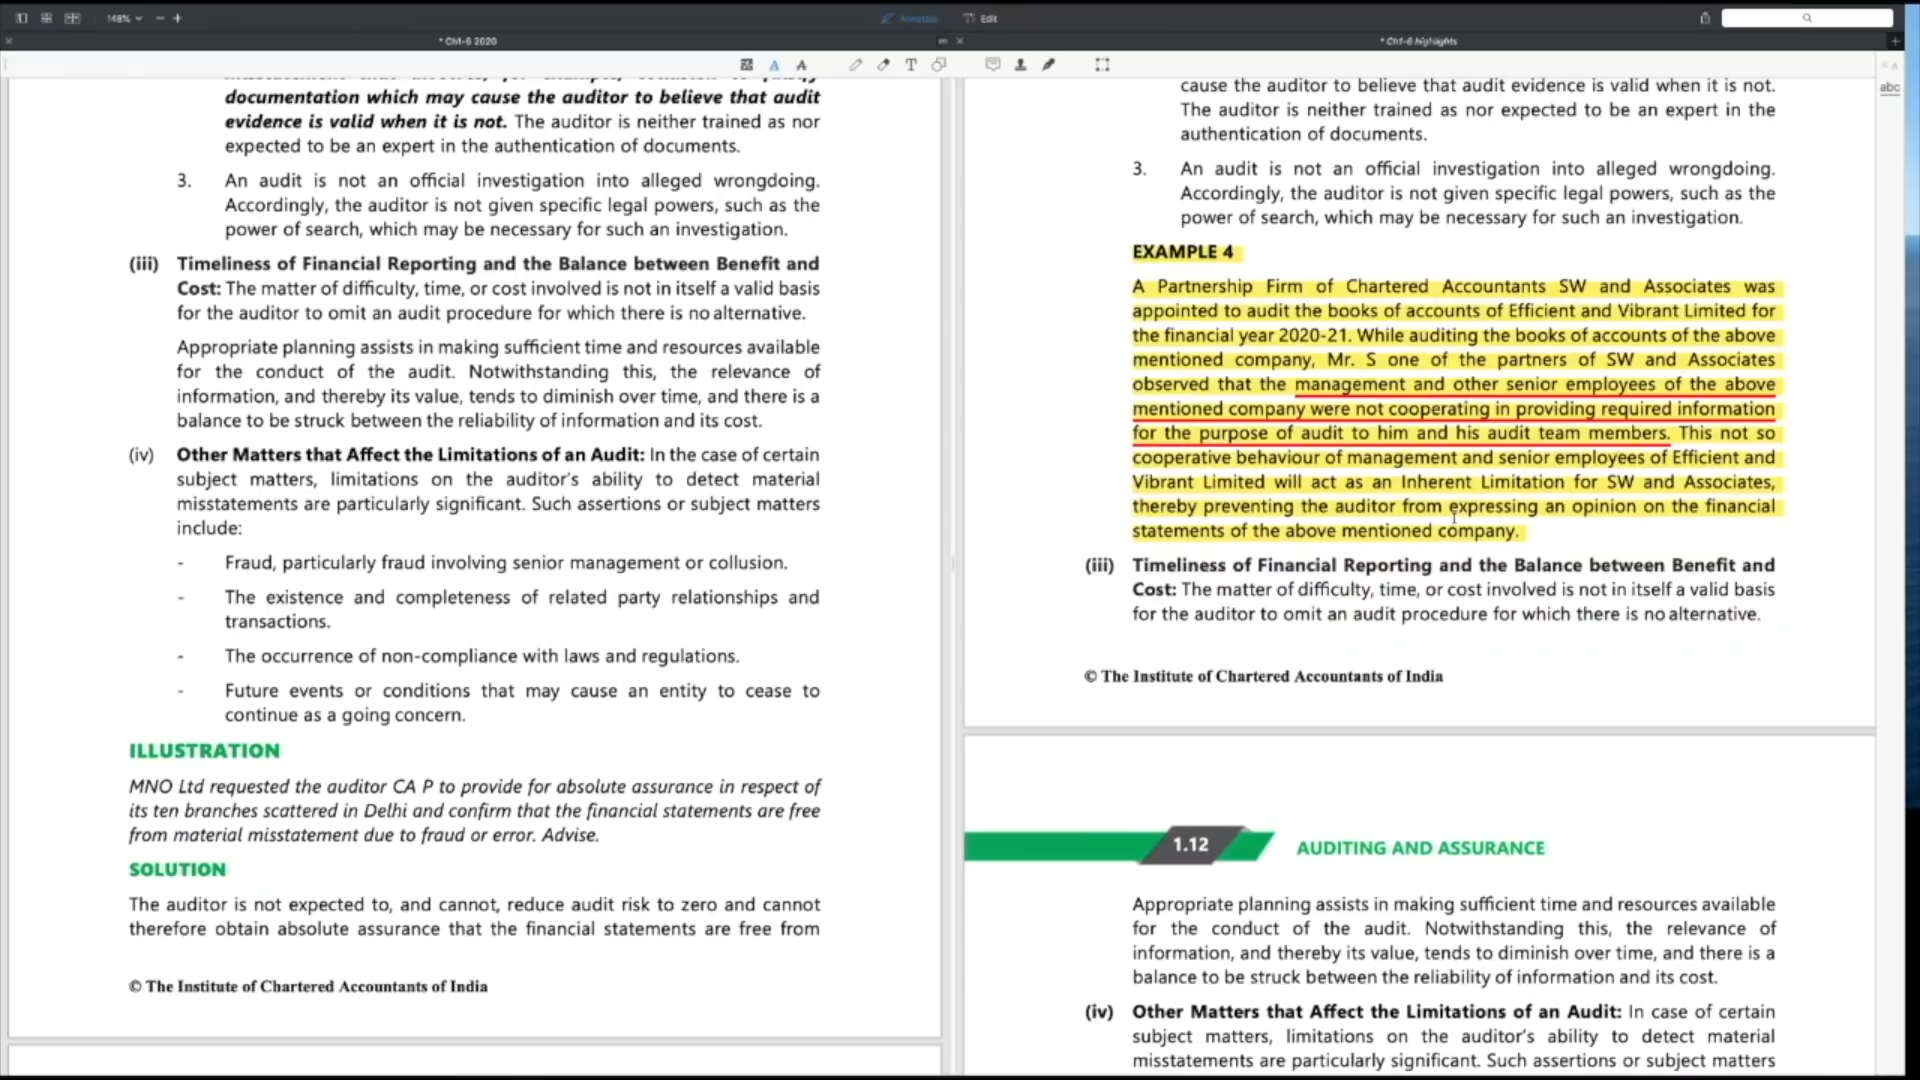 148%
Annotate
Edit
* Ch1-6 2020
* Ch1-6 highlights
abc
documentation which may cause the auditor to believe that audit
evidence is valid when it is not. The auditor is neither trained as nor
expected to be an expert in the authentication of documents.
3. An audit is not an official investigation into alleged wrongdoing.
Accordingly, the auditor is not given specific legal powers, such as the
power of search, which may be necessary for such an investigation.
(iii) Timeliness of Financial Reporting and the Balance between Benefit and
Cost: The matter of difficulty, time, or cost involved is not in itself a valid basis
for the auditor to omit an audit procedure for which there is no alternative.
Appropriate planning assists in making sufficient time and resources available
for the conduct of the audit. Notwithstanding this, the relevance of
information, and thereby its value, tends to diminish over time, and there is a
balance to be struck between the reliability of information and its cost.
(iv) Other Matters that Affect the Limitations of an Audit: In the case of certain
subject matters, limitations on the auditor's ability to detect material
misstatements are particularly significant. Such assertions or subject matters
include:
- Fraud, particularly fraud involving senior management or collusion.
- The existence and completeness of related party relationships and
transactions.
- The occurrence of non-compliance with laws and regulations.
- Future events or conditions that may cause an entity to cease to
continue as a going concern.
ILLUSTRATION
MNO Ltd requested the auditor CA P to provide for absolute assurance in respect of
its ten branches scattered in Delhi and confirm that the financial statements are free
from material misstatement due to fraud or error. Advise.
SOLUTION
The auditor is not expected to, and cannot, reduce audit risk to zero and cannot
therefore obtain absolute assurance that the financial statements are free from
© The Institute of Chartered Accountants of India
cause the auditor to believe that audit evidence is valid when it is not.
The auditor is neither trained as nor expected to be an expert in the
authentication of documents.
3. An audit is not an official investigation into alleged wrongdoing.
Accordingly, the auditor is not given specific legal powers, such as the
power of search, which may be necessary for such an investigation.
EXAMPLE 4
A Partnership Firm of Chartered Accountants SW and Associates was
appointed to audit the books of accounts of Efficient and Vibrant Limited for
the financial year 2020-21. While auditing the books of accounts of the above
mentioned company, Mr. S one of the partners of SW and Associates
observed that the management and other senior employees of the above
mentioned company were not cooperating in providing required information
for the purpose of audit to him and his audit team members. This not so
cooperative behaviour of management and senior employees of Efficient and
Vibrant Limited will act as an Inherent Limitation for SW and Associates,
thereby preventing the auditor from expressing an opinion on the financial
statements of the above mentioned company.
(iii) Timeliness of Financial Reporting and the Balance between Benefit and
Cost: The matter of difficulty, time, or cost involved is not in itself a valid basis
for the auditor to omit an audit procedure for which there is no alternative.
© The Institute of Chartered Accountants of India
1.12 AUDITING AND ASSURANCE
Appropriate planning assists in making sufficient time and resources available
for the conduct of the audit. Notwithstanding this, the relevance of
information, and thereby its value, tends to diminish over time, and there is a
balance to be struck between the reliability of information and its cost.
(iv) Other Matters that Affect the Limitations of an Audit: In case of certain
subject matters, limitations on the auditor's ability to detect material
misstatements are particularly significant. Such assertions or subject matters